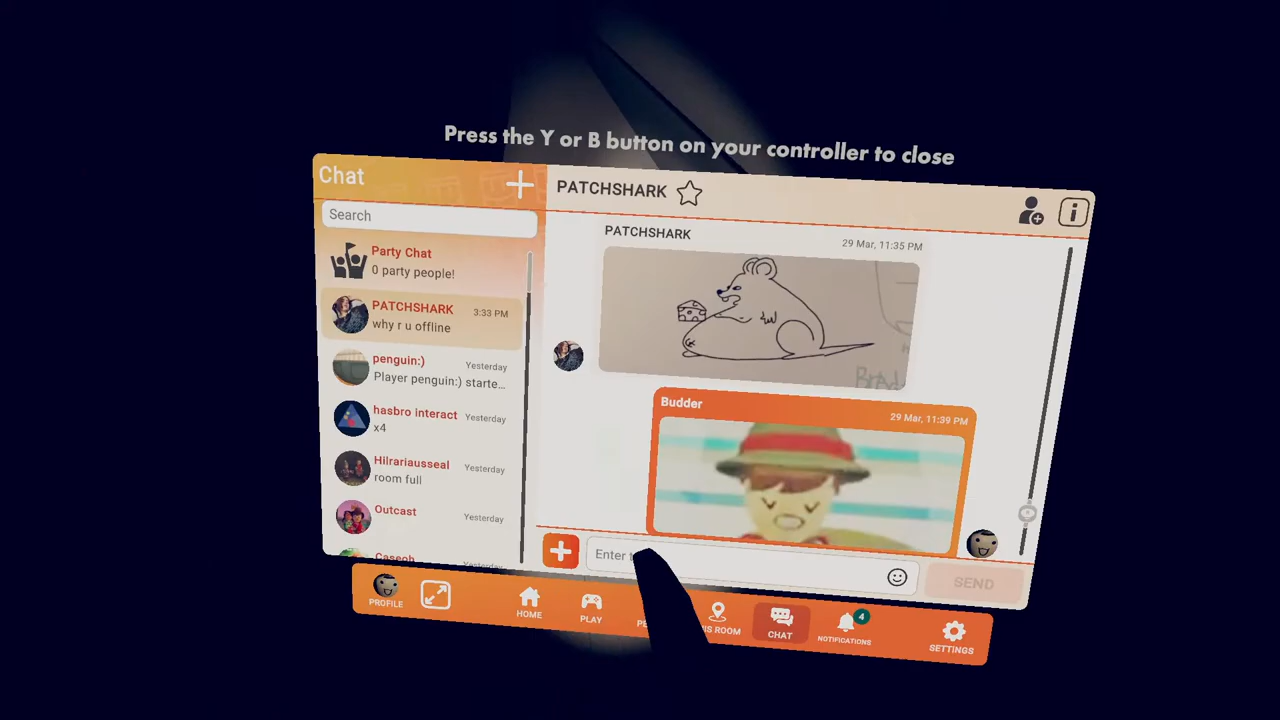 Press the Y or B button on your controller to close
Chat
Search
Party Chat
0 party people!
PATCHSHARK 3:33 PM
why r u offline
penguin:) Yesterday
Player penguin:) starte...
hasbro interact Yesterday
x4
Hilrariausseal Yesterday
room full
Outcast Yesterday
Caseoh
PATCHSHARK
PATCHSHARK 29 Mar, 11:35 PM
Budder 29 Mar, 11:39 PM
Enter
SEND
PROFILE
HOME
PLAY
ROOM
CHAT
4
NOTIFICATIONS
SETTINGS